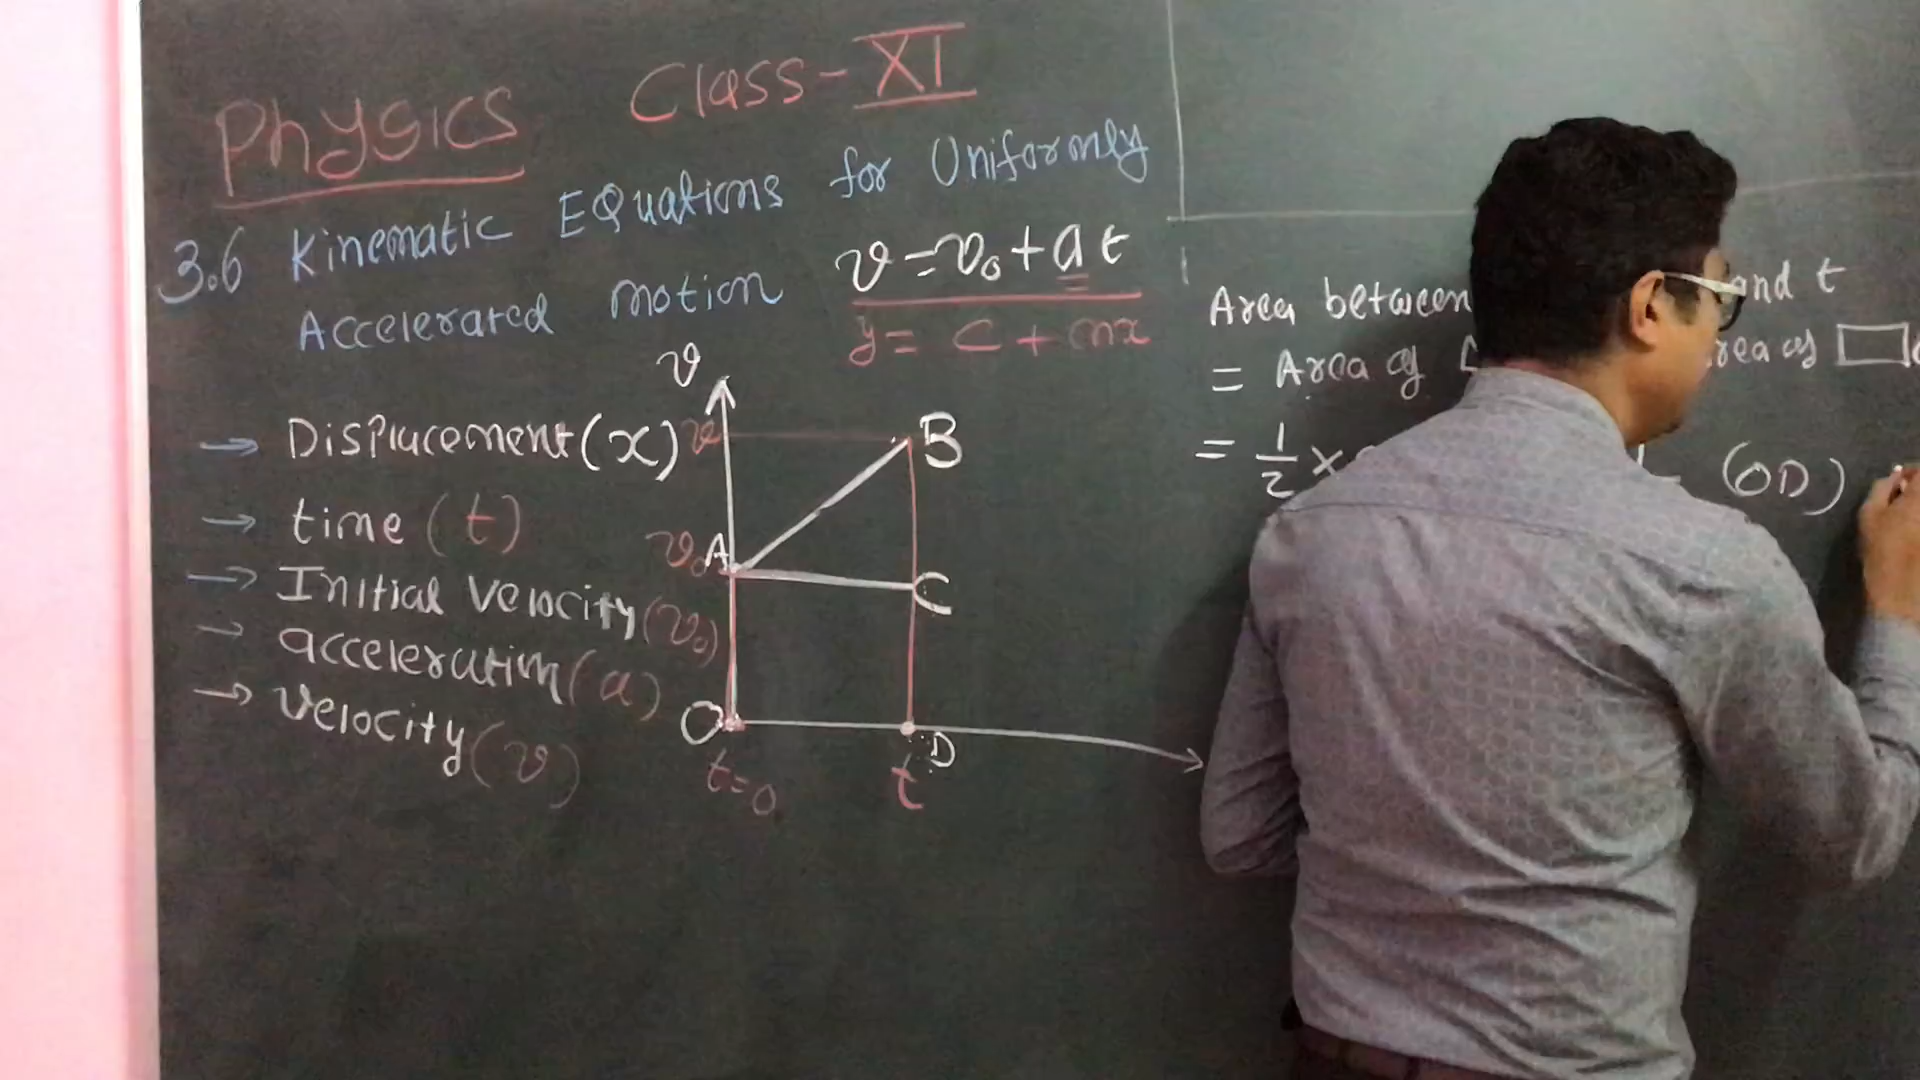 Physics Class-XI
3.6 Kinematic Equations for Uniformly
Accelerated motion
v = v₀ + a t
y = c + mx
→ Displacement (x)
→ time (t)
→ Initial velocity (v₀)
→ acceleration (a)
→ velocity (v)
v
v
B
v₀ A
C
O
D
t=0
t
Area between and t
= Area of Area of
= 1/2 × (OD)